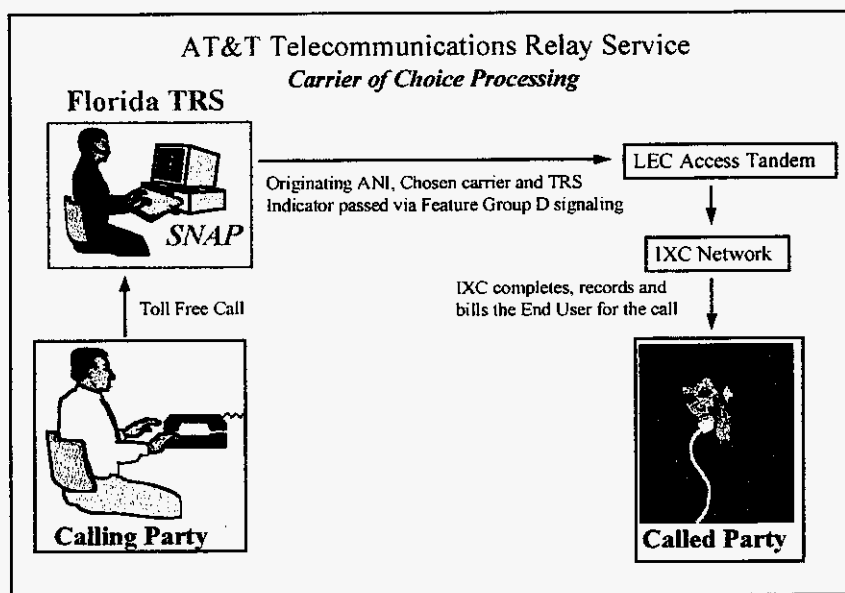 AT&T Telecommunications Relay Service
Carrier of Choice Processing
Florida TRS
SNAP
Originating ANI, Chosen carrier and TRS
Indicator passed via Feature Group D signaling
LEC Access Tandem
IXC Network
Toll Free Call
IXC completes, records and
bills the End User for the call
Calling Party
Called Party